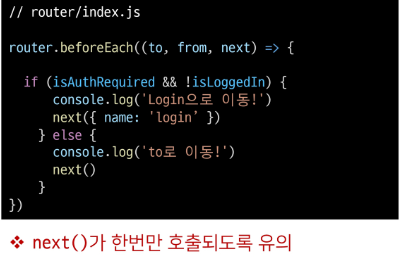 // router/index.js
router.beforeEach((to, from, next) => {
if (isAuthRequired && !isLoggedIn) {
console.log('Login으로 이동!')
next({ name: 'login' })
} else {
console.log('to로 이동!')
next()
}
})
❖ next()가 한번만 호출되도록 유의